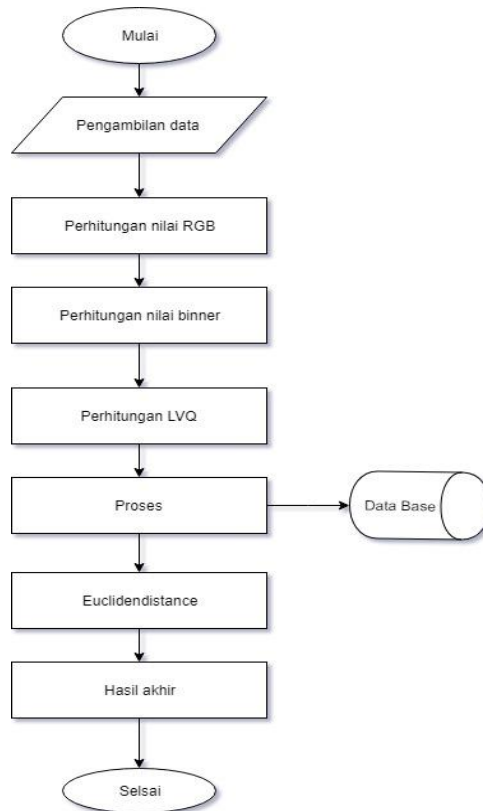 Mulai
Pengambilan data
Perhitungan nilai RGB
Perhitungan nilai binner
Perhitungan LVQ
Proses
Data Base
Euclidendistance
Hasil akhir
Selsai